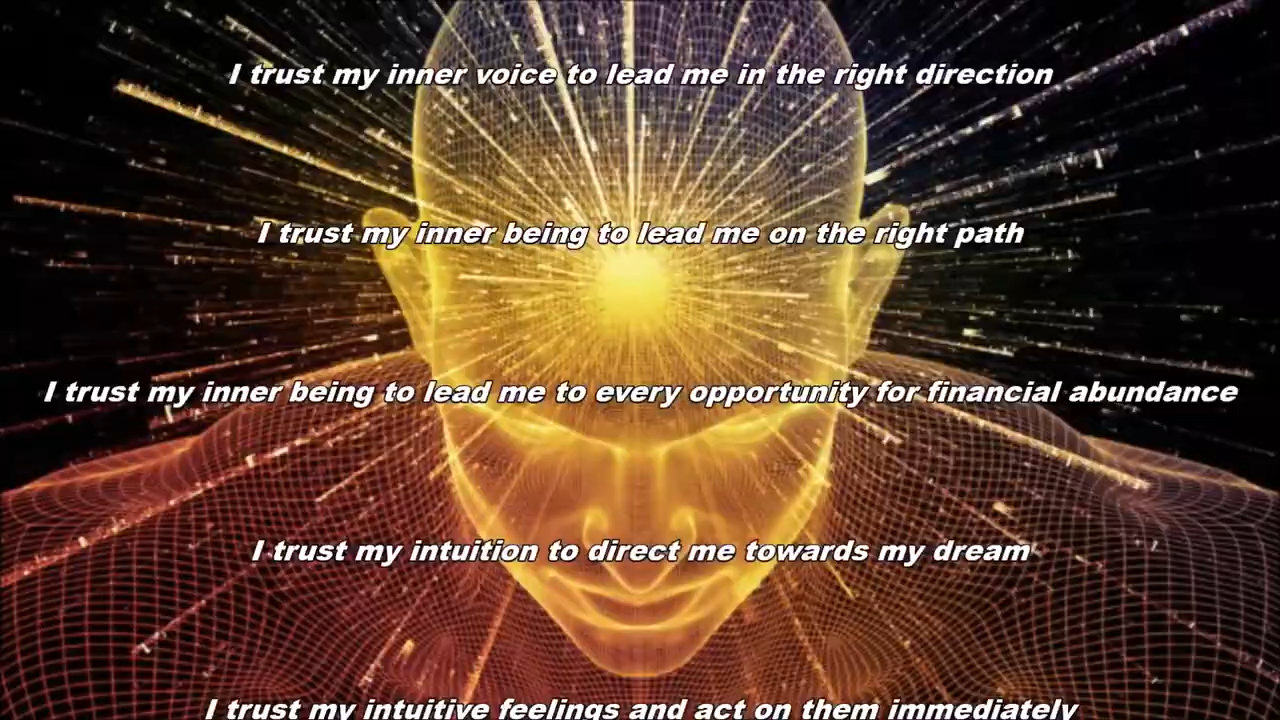 I trust my inner voice to lead me in the right direction
I trust my inner being to lead me on the right path
I trust my inner being to lead me to every opportunity for financial abundance
I trust my intuition to direct me towards my dream
I trust my intuitive feelings and act on them immediately